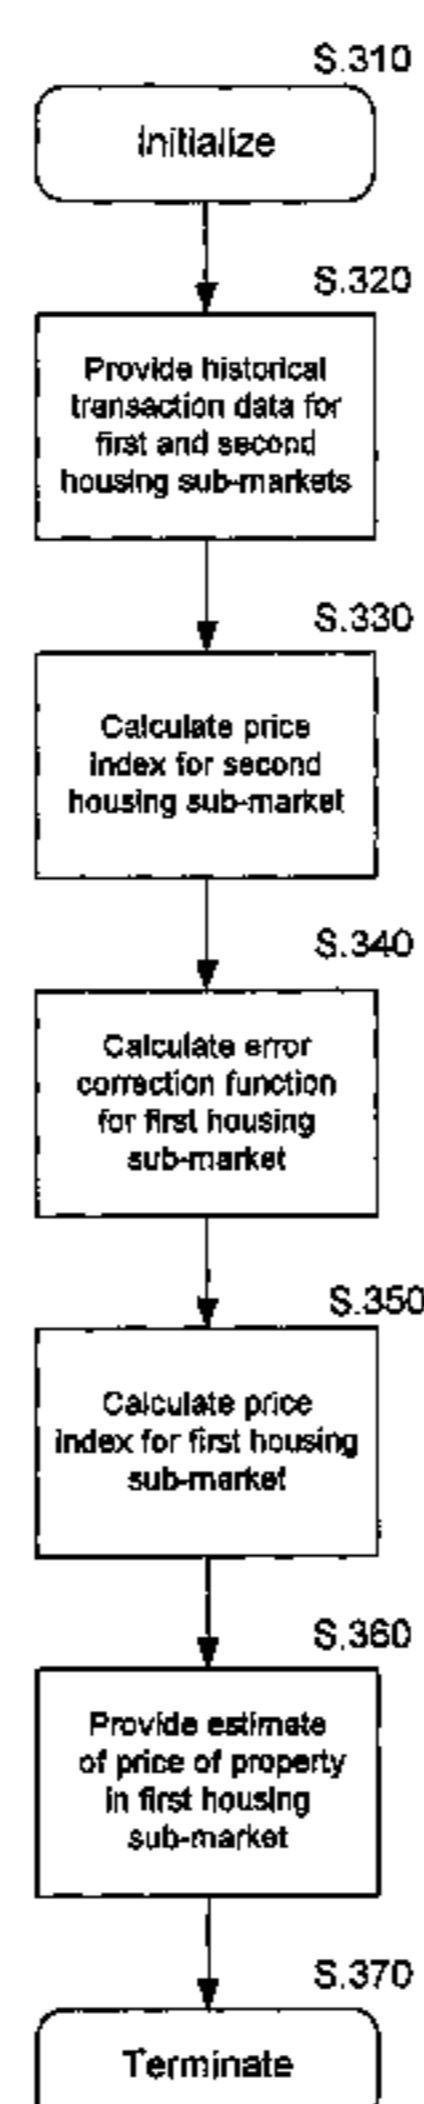 S.310
Initialize
S.320
Provide historical
transaction data for
first and second
housing sub-markets
S.330
Calculate price
index for second
housing sub-market
S.340
Calculate error
correction function
for first housing
sub-market
S.350
Calculate price
index for first housing
sub-market
S.360
Provide estimate
of price of property
in first housing
sub-market
S.370
Terminate